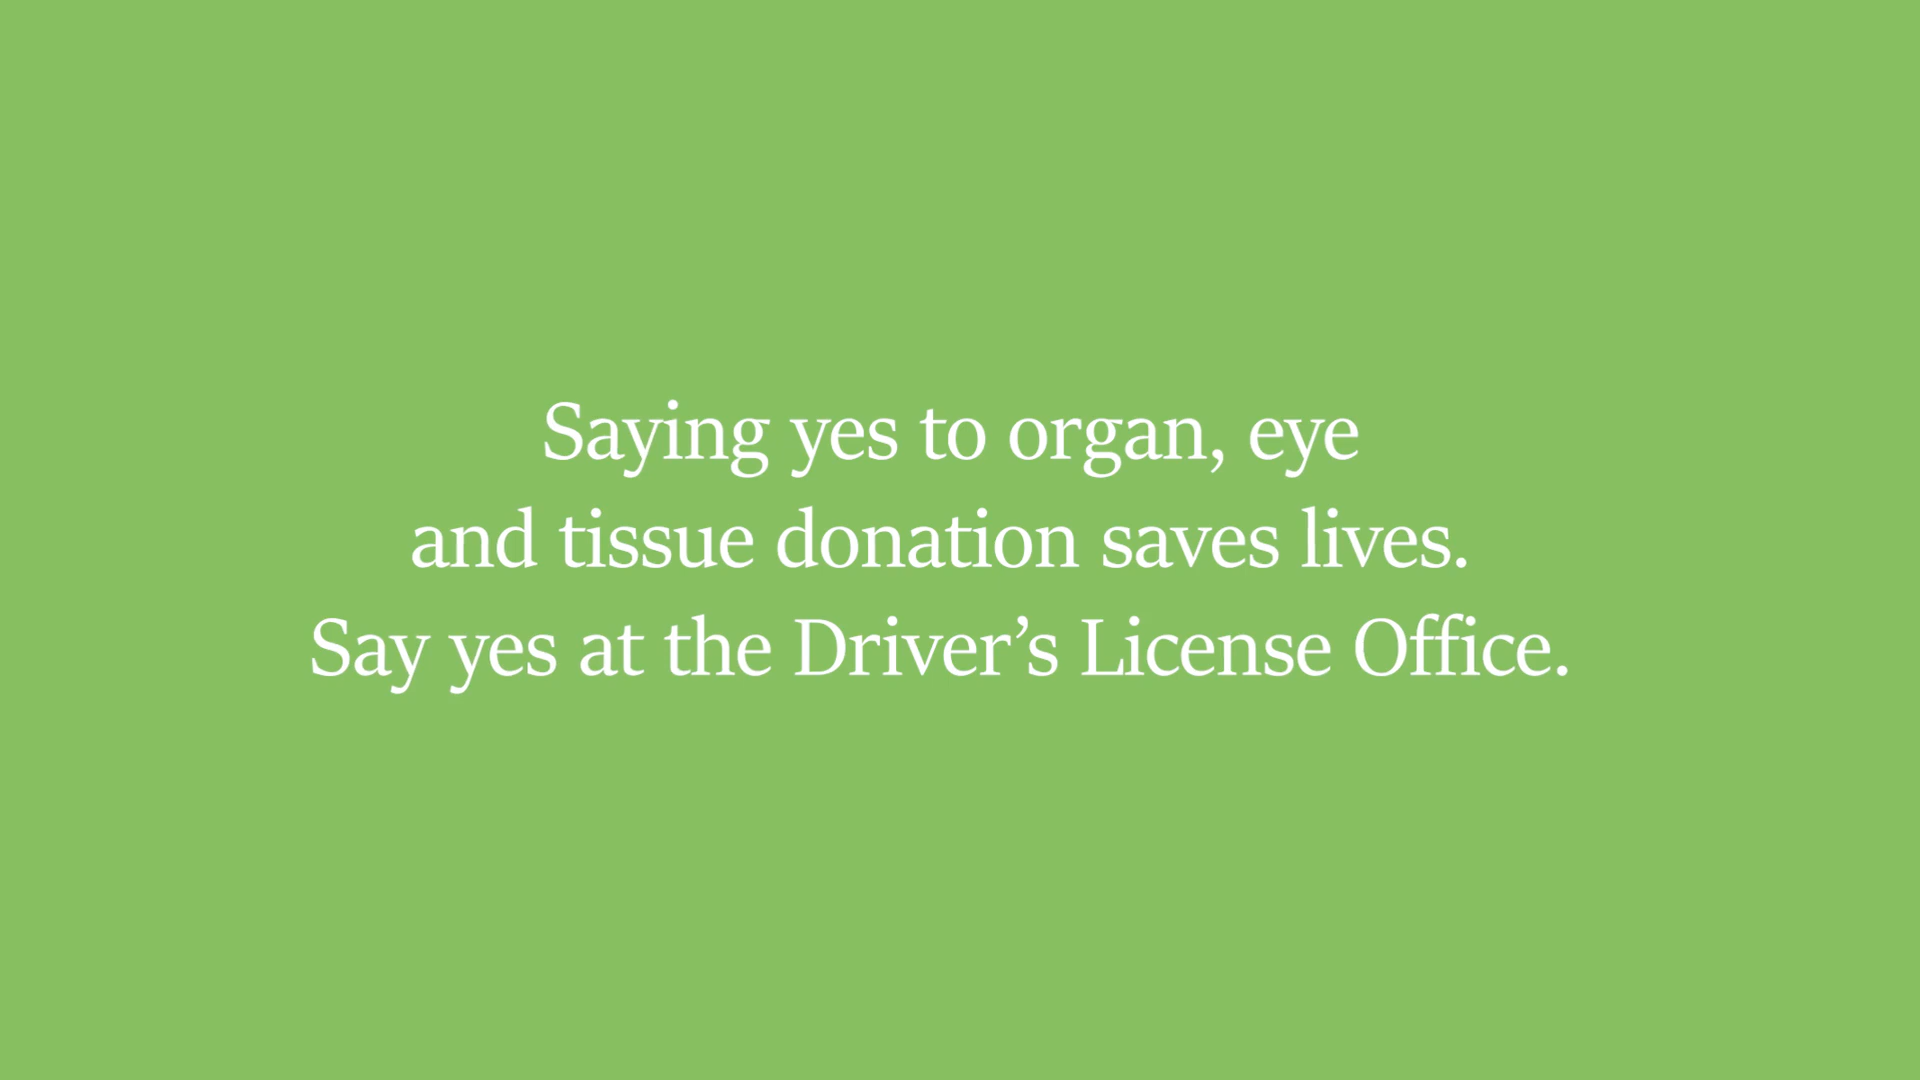 Saying yes to organ, eye
and tissue donation saves lives.
Say yes at the Driver’s License Office.